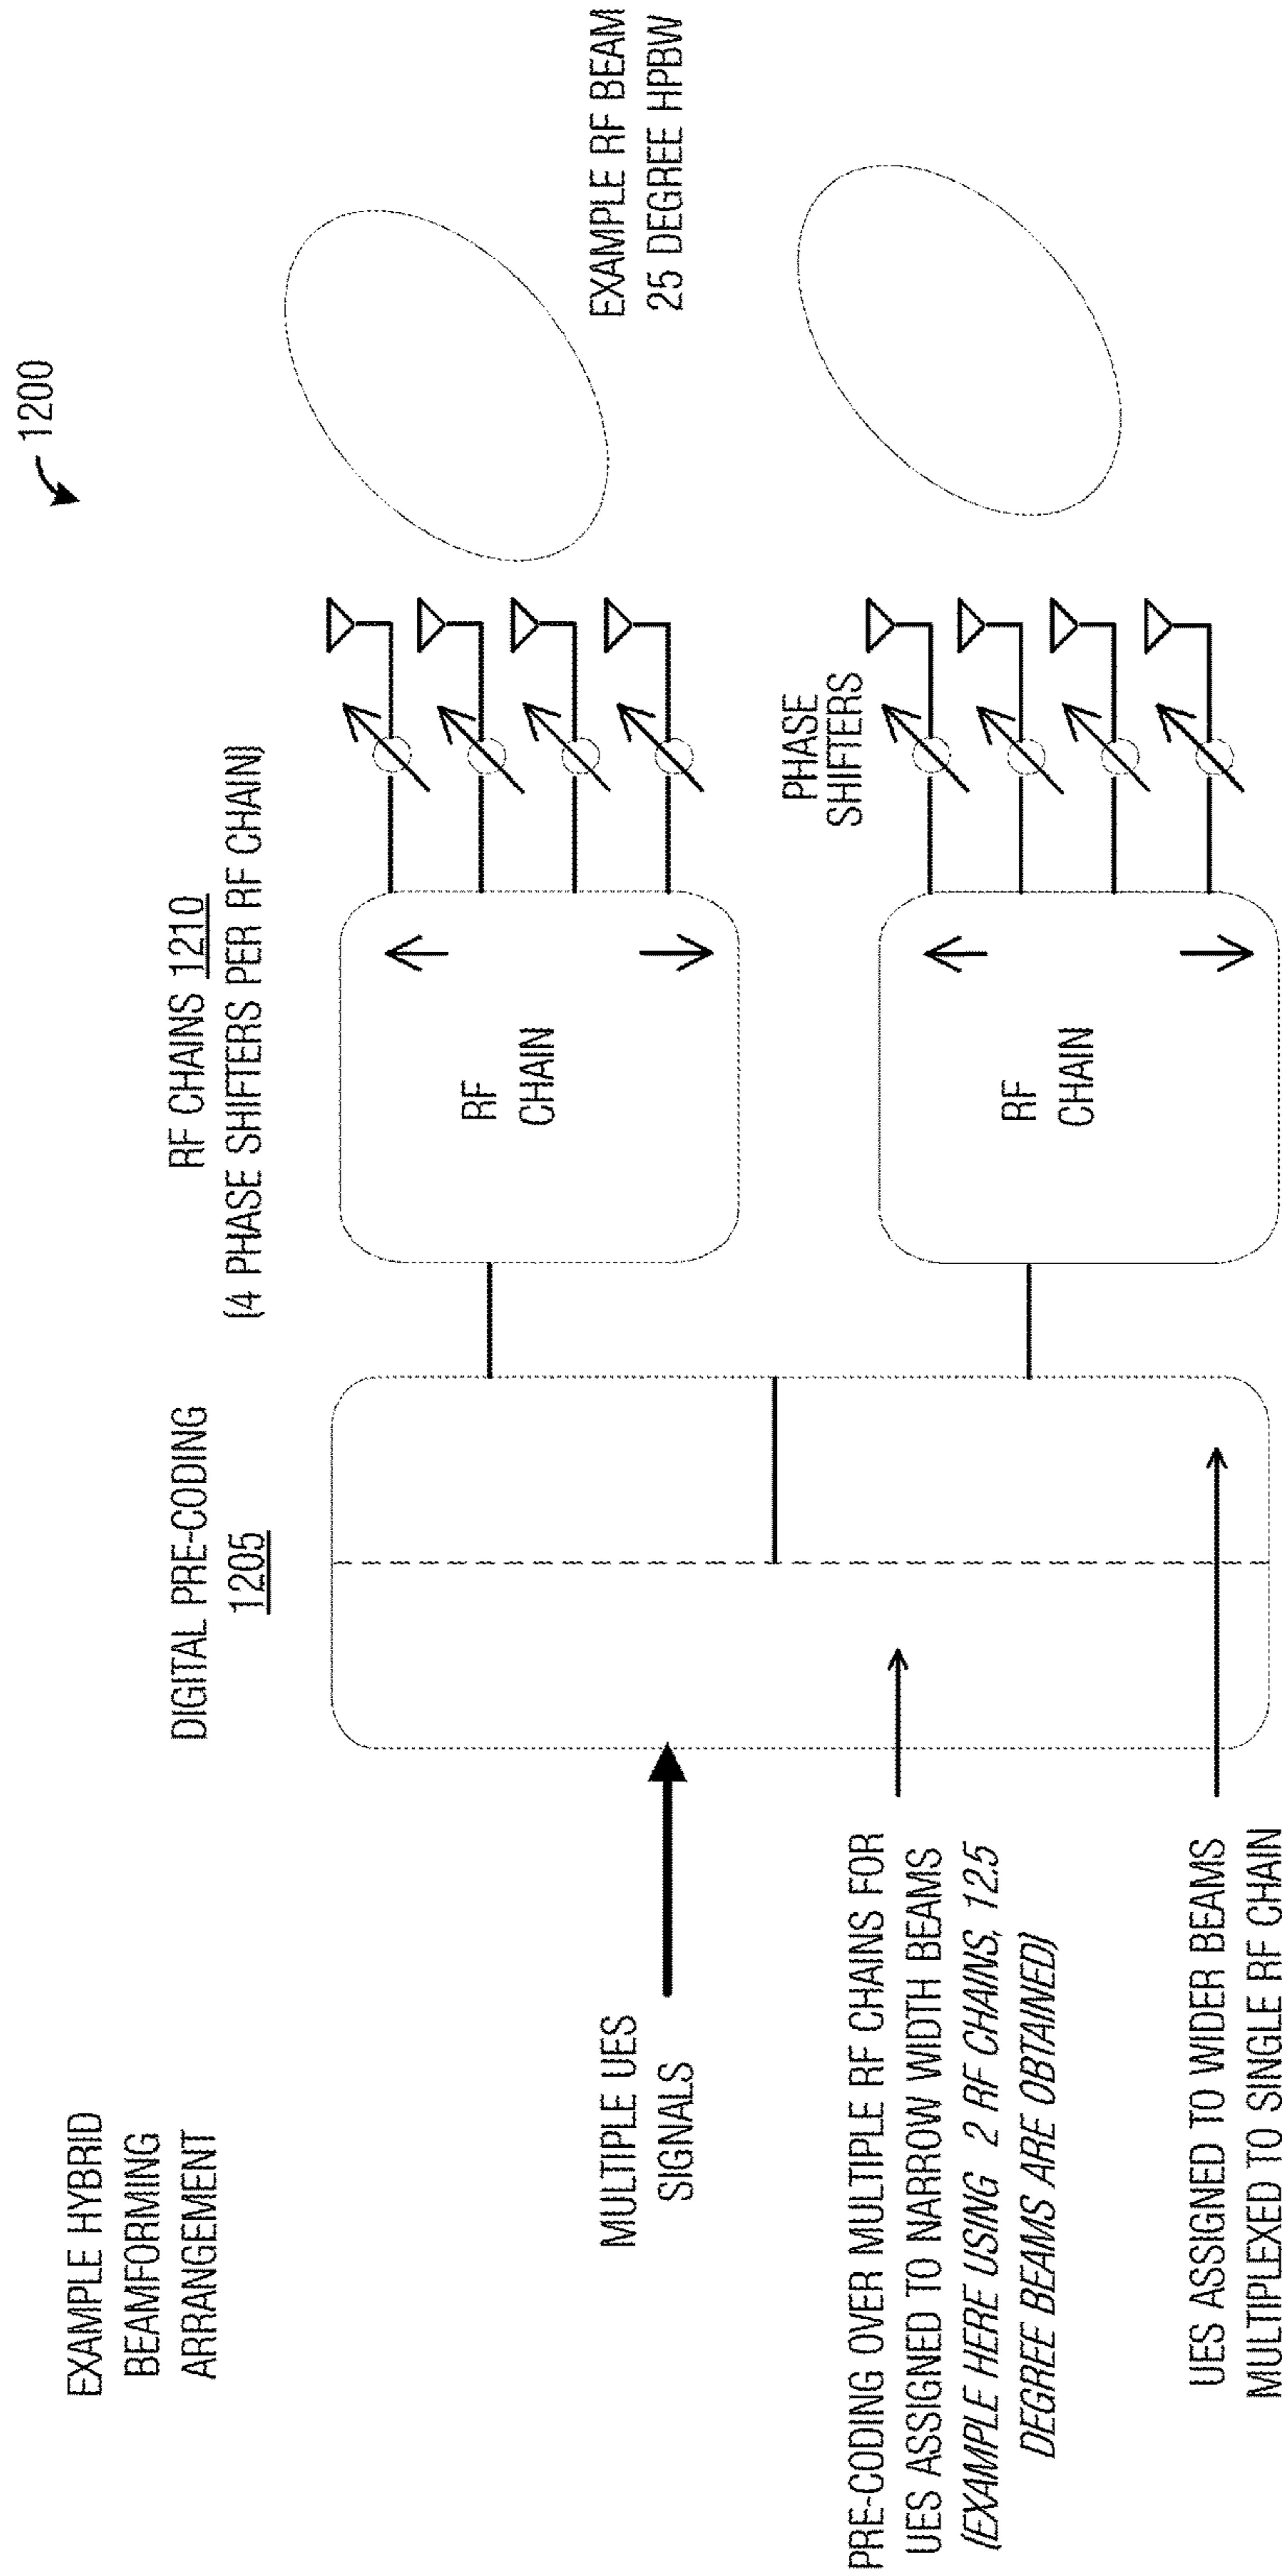 EXAMPLE HYBRID
BEAMFORMING
ARRANGEMENT
1200
DIGITAL PRE-CODING
1205
RF CHAINS 1210
(4 PHASE SHIFTERS PER RF CHAIN)
MULTIPLE UES
SIGNALS
RF
CHAIN
EXAMPLE RF BEAM
25 DEGREE HPBW
PHASE
SHIFTERS
PRE-CODING OVER MULTIPLE RF CHAINS FOR
UES ASSIGNED TO NARROW WIDTH BEAMS
(EXAMPLE HERE USING 2 RF CHAINS, 12.5
DEGREE BEAMS ARE OBTAINED)
RF
CHAIN
UES ASSIGNED TO WIDER BEAMS
MULTIPLEXED TO SINGLE RF CHAIN